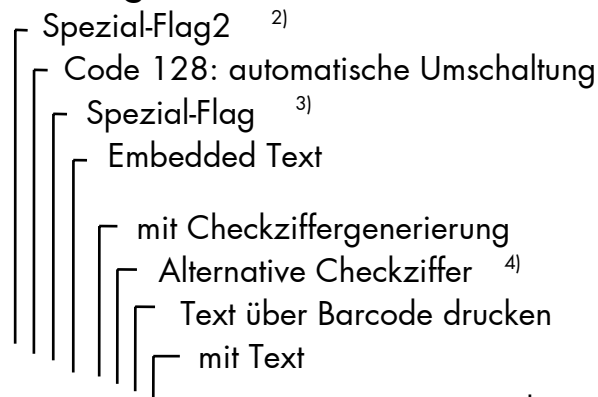 Spezial-Flag2 2)
Code 128: automatische Umschaltung
Spezial-Flag 3)
Embedded Text
mit Checkziffergenerierung
Alternative Checkziffer 4)
Text über Barcode drucken
mit Text